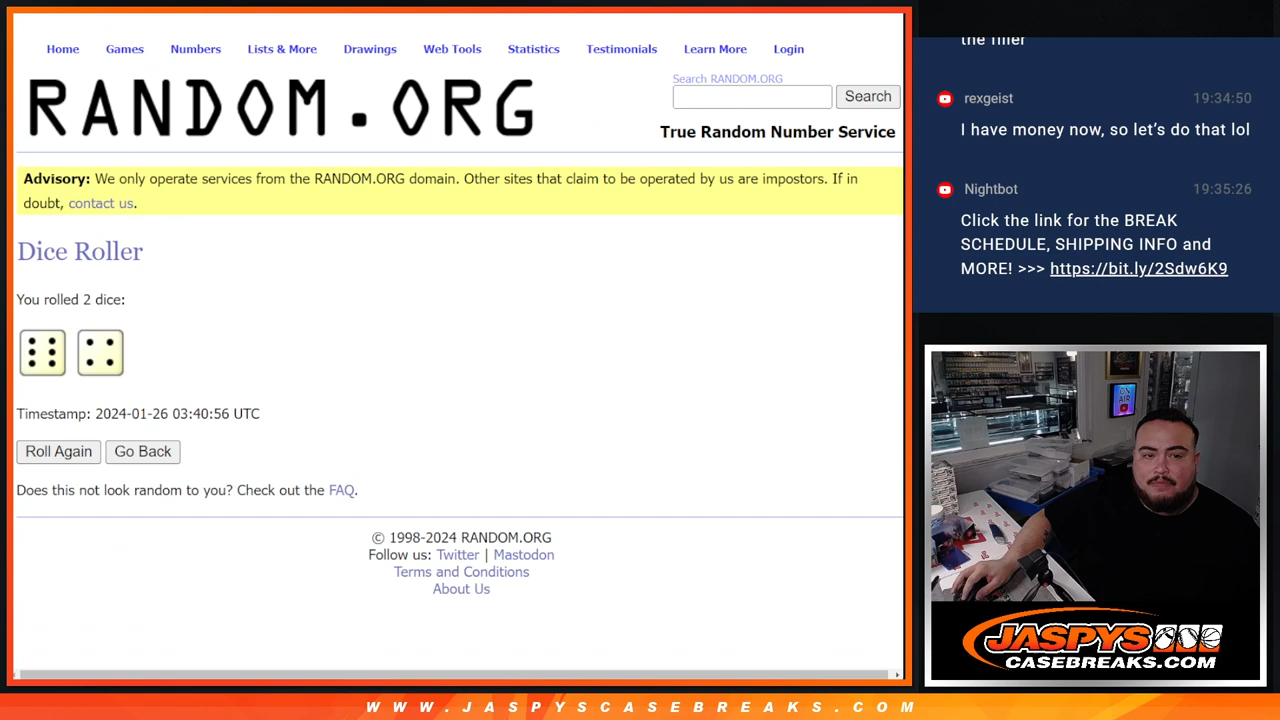 Home Games Numbers Lists & More Drawings Web Tools Statistics Testimonials Learn More Login
RANDOM.ORG
Search RANDOM.ORG
Search
True Random Number Service
Advisory: We only operate services from the RANDOM.ORG domain. Other sites that claim to be operated by us are impostors. If in
doubt, contact us.
Dice Roller
You rolled 2 dice:
Timestamp: 2024-01-26 03:40:56 UTC
Roll Again Go Back
Does this not look random to you? Check out the FAQ.
© 1998-2024 RANDOM.ORG
Follow us: Twitter | Mastodon
Terms and Conditions
About Us
the filler
rexgeist 19:34:50
I have money now, so let's do that lol
Nightbot 19:35:26
Click the link for the BREAK
SCHEDULE, SHIPPING INFO and
MORE! >>> https://bit.ly/2Sdw6K9
ON
AIR
JASPYS
CASEBREAKS.COM
WWW.JASPYSCASEBREAKS.COM